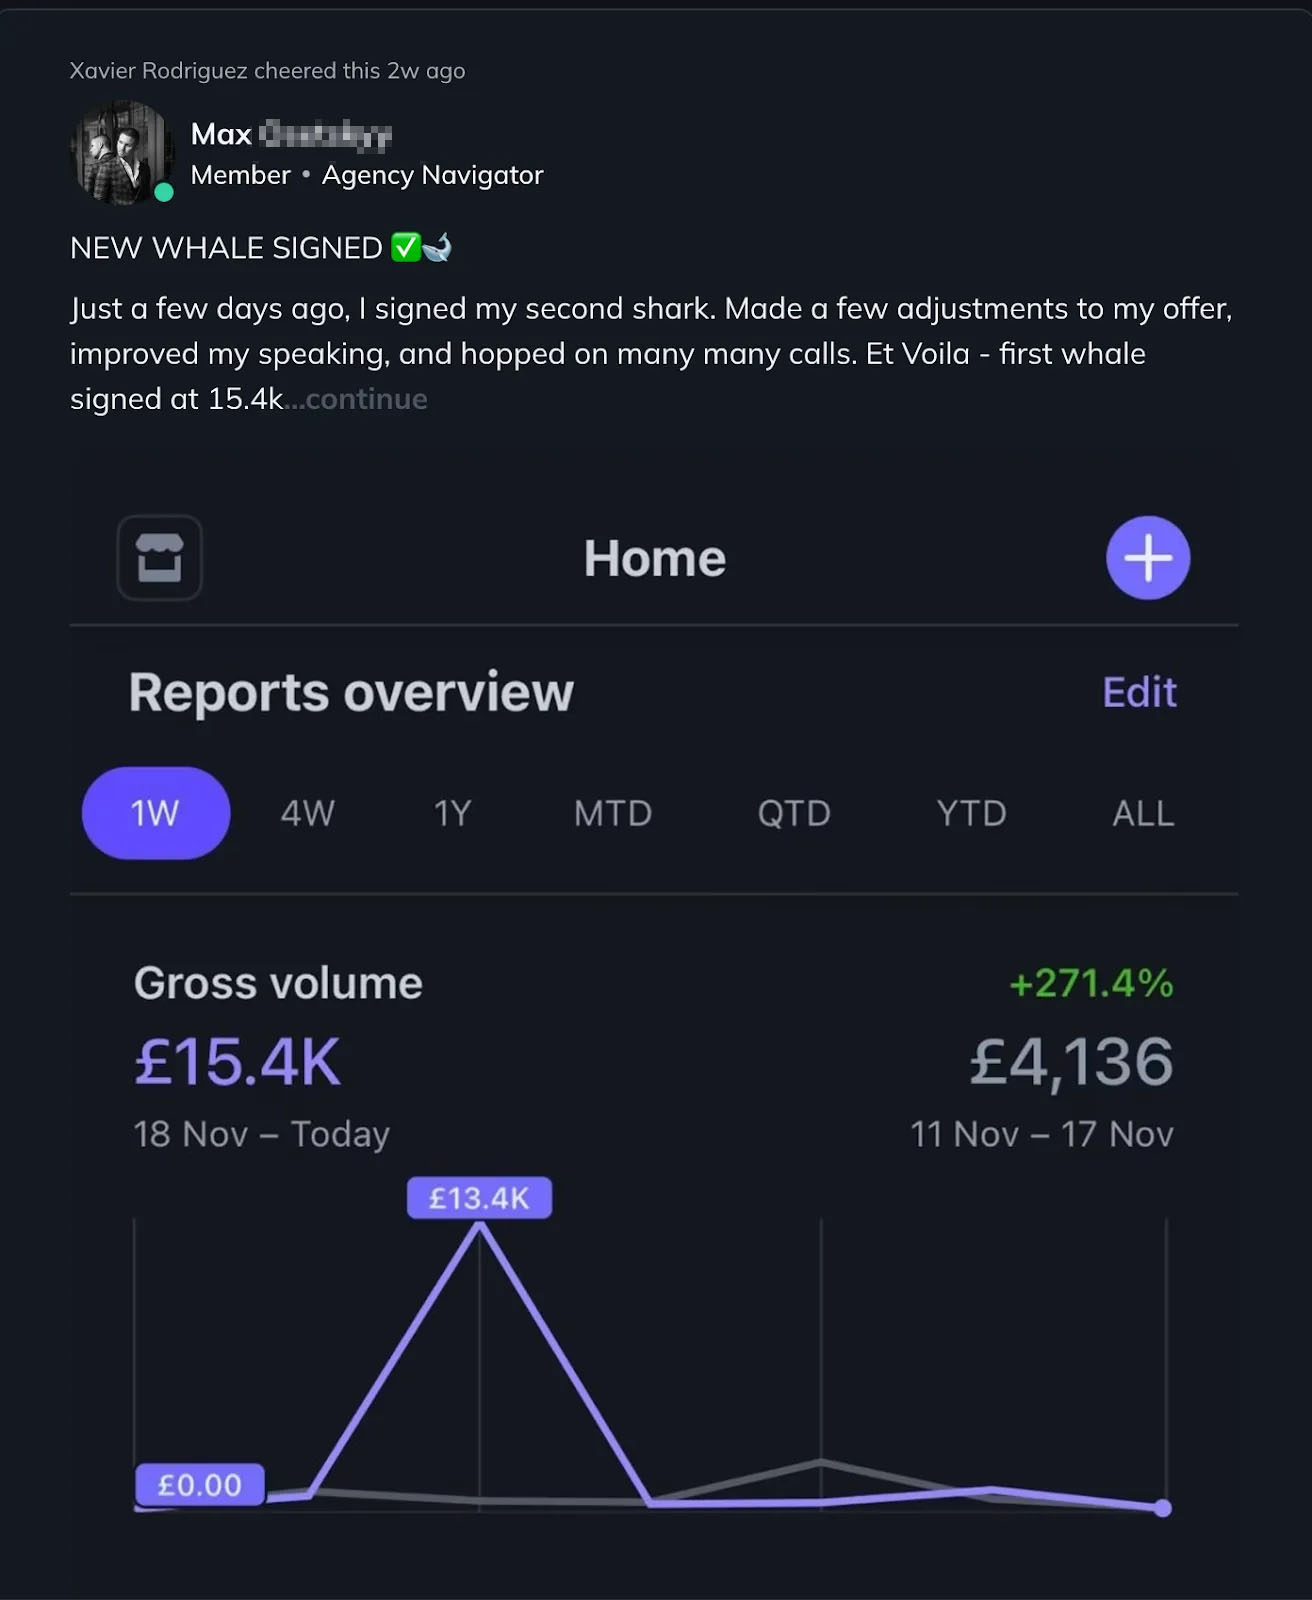 Xavier Rodriguez cheered this 2w ago
Max
Member • Agency Navigator
NEW WHALE SIGNED ✅🐋
Just a few days ago, I signed my second shark. Made a few adjustments to my offer,
improved my speaking, and hopped on many many calls. Et Voila - first whale
signed at 15.4k...continue
Home
Reports overview
Edit
1W 4W 1Y MTD QTD YTD ALL
Gross volume +271.4%
£15.4K £4,136
18 Nov – Today 11 Nov – 17 Nov
£13.4K
£0.00